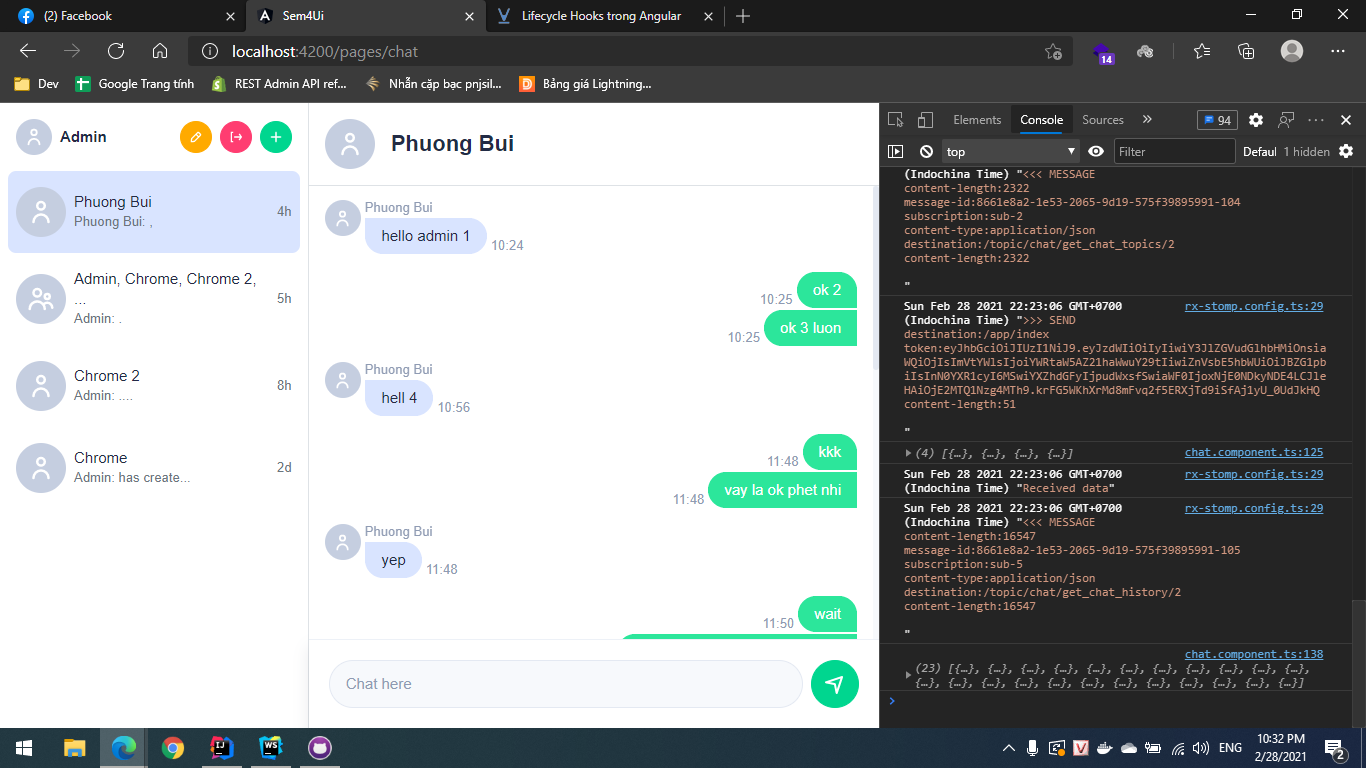 (2) Facebook
Sem4Ui
Lifecycle Hooks trong Angular
localhost:4200/pages/chat
14
Dev
Google Trang tính
REST Admin API ref...
Nhẫn cặp bạc pnjsil...
Bảng giá Lightning...
Admin
Phuong Bui
Phuong Bui: ,
4h
Admin, Chrome, Chrome 2,
...
Admin: .
5h
Chrome 2
Admin: ....
8h
Chrome
Admin: has create...
2d
Phuong Bui
Phuong Bui
hello admin 1
10:24
10:25
ok 2
10:25
ok 3 luon
Phuong Bui
hell 4
10:56
11:48
kkk
11:48
vay la ok phet nhi
Phuong Bui
yep
11:48
11:50
wait
Chat here
Elements
Console
Sources
94
top
Filter
Defaul
1 hidden
(Indochina Time) "<<< MESSAGE
content-length:2322
message-id:8661e8a2-1e53-2065-9d19-575f39895991-104
subscription:sub-2
content-type:application/json
destination:/topic/chat/get_chat_topics/2
content-length:2322
"
Sun Feb 28 2021 22:23:06 GMT+0700 rx-stomp.config.ts:29
(Indochina Time) ">>> SEND
destination:/app/index
content-length:51
"
(4) [{…}, {…}, {…}, {…}] chat.component.ts:125
Sun Feb 28 2021 22:23:06 GMT+0700 rx-stomp.config.ts:29
(Indochina Time) "Received data"
Sun Feb 28 2021 22:23:06 GMT+0700 rx-stomp.config.ts:29
(Indochina Time) "<<< MESSAGE
content-length:16547
message-id:8661e8a2-1e53-2065-9d19-575f39895991-105
subscription:sub-5
content-type:application/json
destination:/topic/chat/get_chat_history/2
content-length:16547
"
chat.component.ts:138
(23) [{…}, {…}, {…}, {…}, {…}, {…}, {…}, {…}, {…}, {…}, {…},
{…}, {…}, {…}, {…}, {…}, {…}, {…}, {…}, {…}, {…}, {…}, {…}]
ENG
10:32 PM
2/28/2021
2